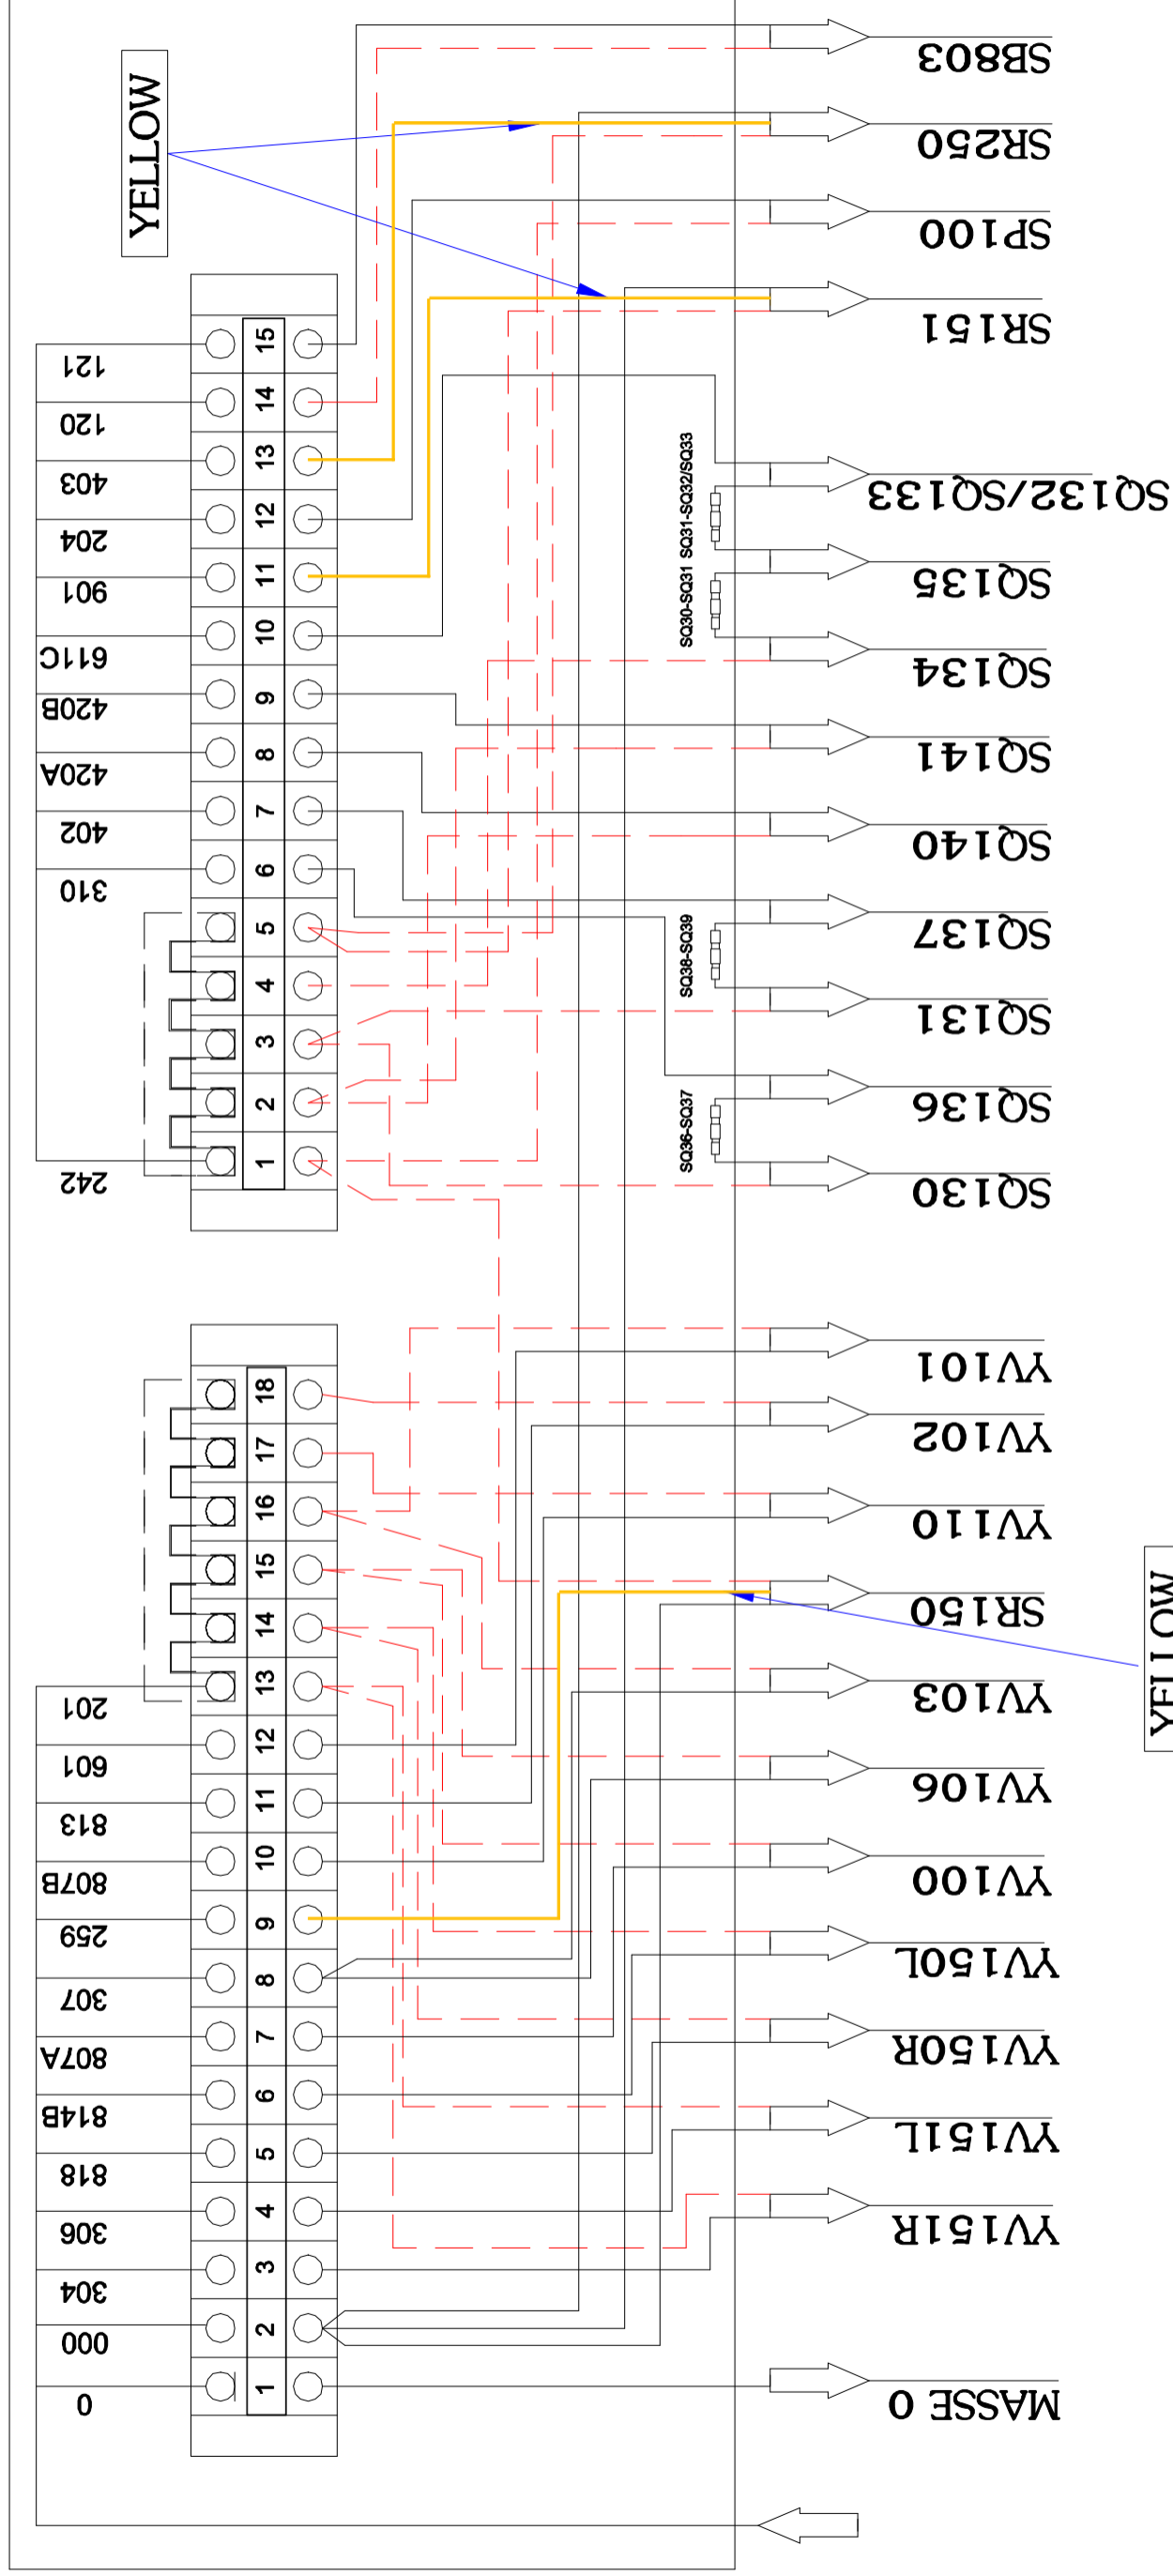 YELLOW
SB803
SR250
SP100
SR151
SQ132/SQ133
SQ135
SQ134
SQ141
SQ140
SQ137
SQ131
SQ136
SQ130
121
120
403
204
901
611C
420B
420A
402
310
242
15
14
13
12
11
10
9
8
7
6
5
4
3
2
1
SQ30-SQ31 SQ31-SQ32/SQ33
SQ38-SQ39
SQ36-SQ37
YV101
YV102
YV110
SR150
YV103
YV106
YV100
YV150L
YV150R
YV151L
YV151R
MASSE 0
YELLOW
18
17
16
15
14
13
12
11
10
9
8
7
6
5
4
3
2
1
201
601
813
807B
259
307
807A
814B
818
306
304
000
0